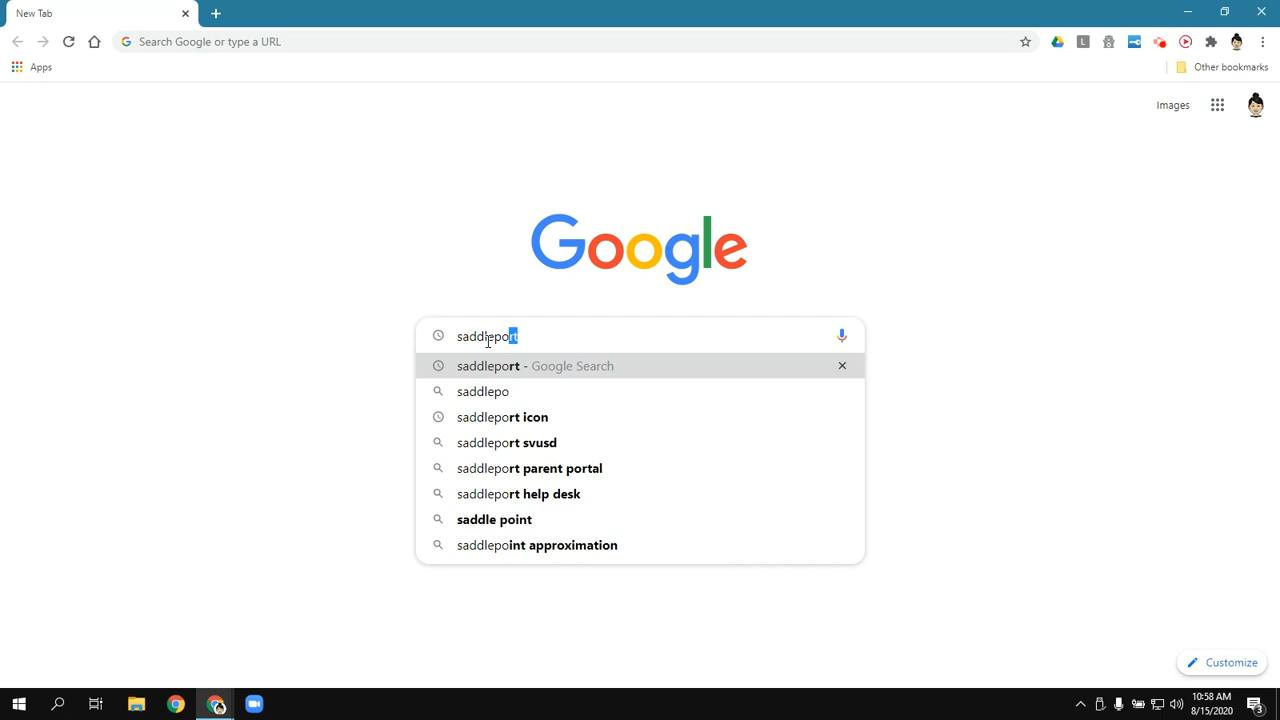 New Tab
Search Google or type a URL
L
Apps
Other bookmarks
Images
Google
saddleport
saddleport - Google Search
saddlepo
saddleport icon
saddleport svusd
saddleport parent portal
saddleport help desk
saddle point
saddlepoint approximation
Customize
10:58 AM
8/15/2020
3